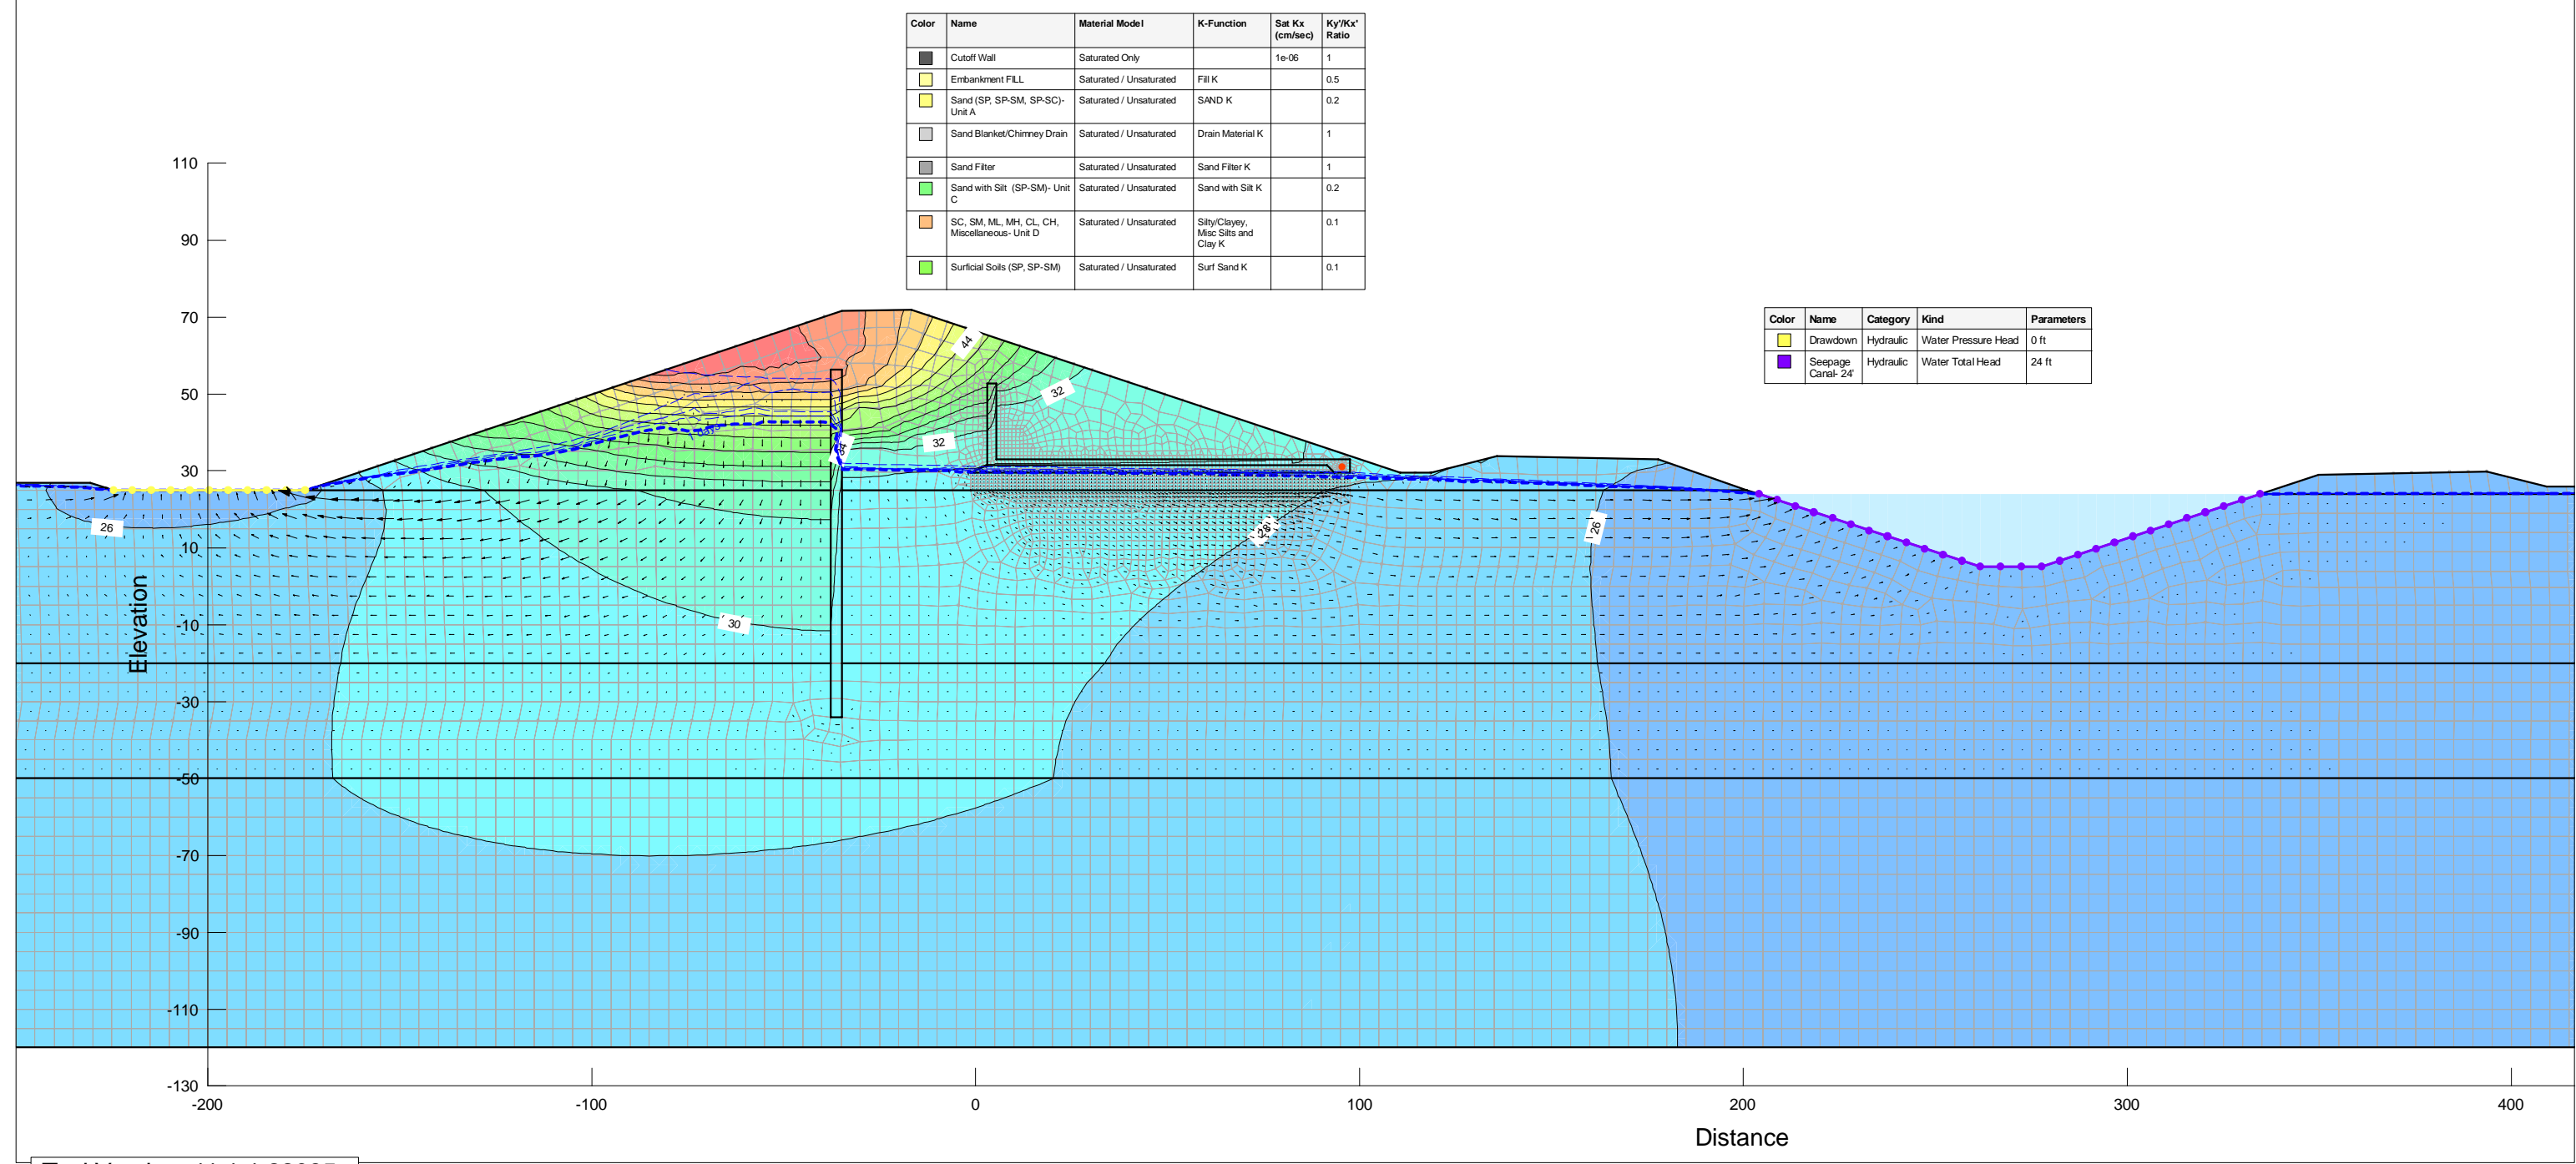 Color Name Material Model K-Function Sat Kx Ky'/Kx'
(cm/sec) Ratio
Cutoff Wall Saturated Only 1e-06 1
Embankment FILL Saturated / Unsaturated Fill K 0.5
Sand (SP, SP-SM, SP-SC)- Saturated / Unsaturated SAND K 0.2
Unit A
Sand Blanket/Chimney Drain Saturated / Unsaturated Drain Material K 1
Sand Filter Saturated / Unsaturated Sand Filter K 1
Sand with Silt (SP-SM)- Unit Saturated / Unsaturated Sand with Silt K 0.2
C
SC, SM, ML, MH, CL, CH, Saturated / Unsaturated Silty/Clayey, 0.1
Miscellaneous- Unit D Misc Silts and
Clay K
Surficial Soils (SP, SP-SM) Saturated / Unsaturated Surf Sand K 0.1
Color Name Category Kind Parameters
Drawdown Hydraulic Water Pressure Head 0 ft
Seepage Hydraulic Water Total Head 24 ft
Canal- 24'
110
90
70
50
30
10
-10
-30
-50
-70
-90
-110
-130
Elevation
44
32
32
34
26
28
26
30
-200 -100 0 100 200 300 400
Distance